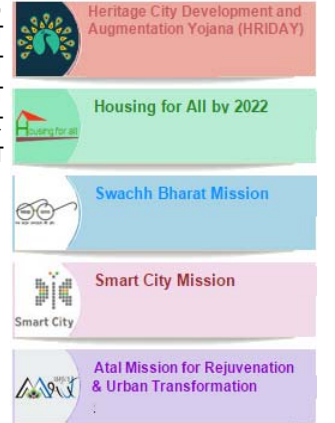 Heritage City Development and
Augmentation Yojana (HRIDAY)
Housing for All by 2022
Housing for all
Swachh Bharat Mission
Smart City Mission
Smart City
Atal Mission for Rejuvenation
& Urban Transformation
: